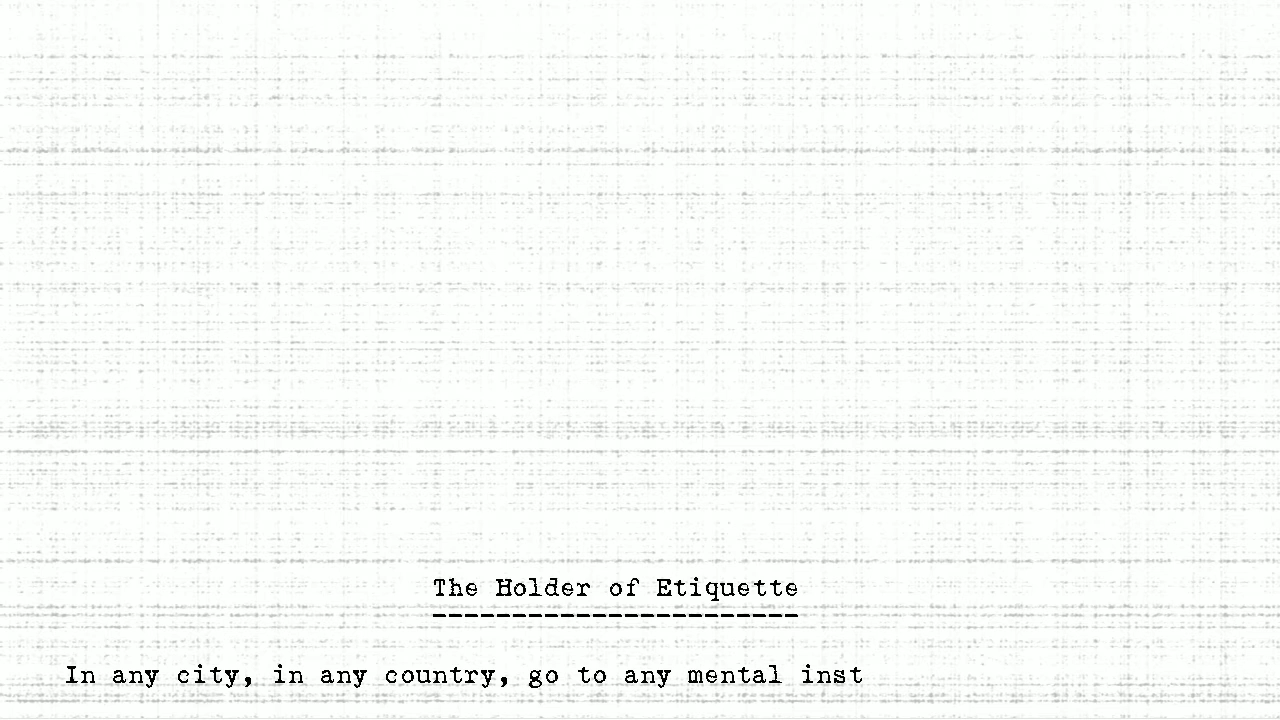 The Holder of Etiquette
-----------------------
In any city, in any country, go to any mental inst